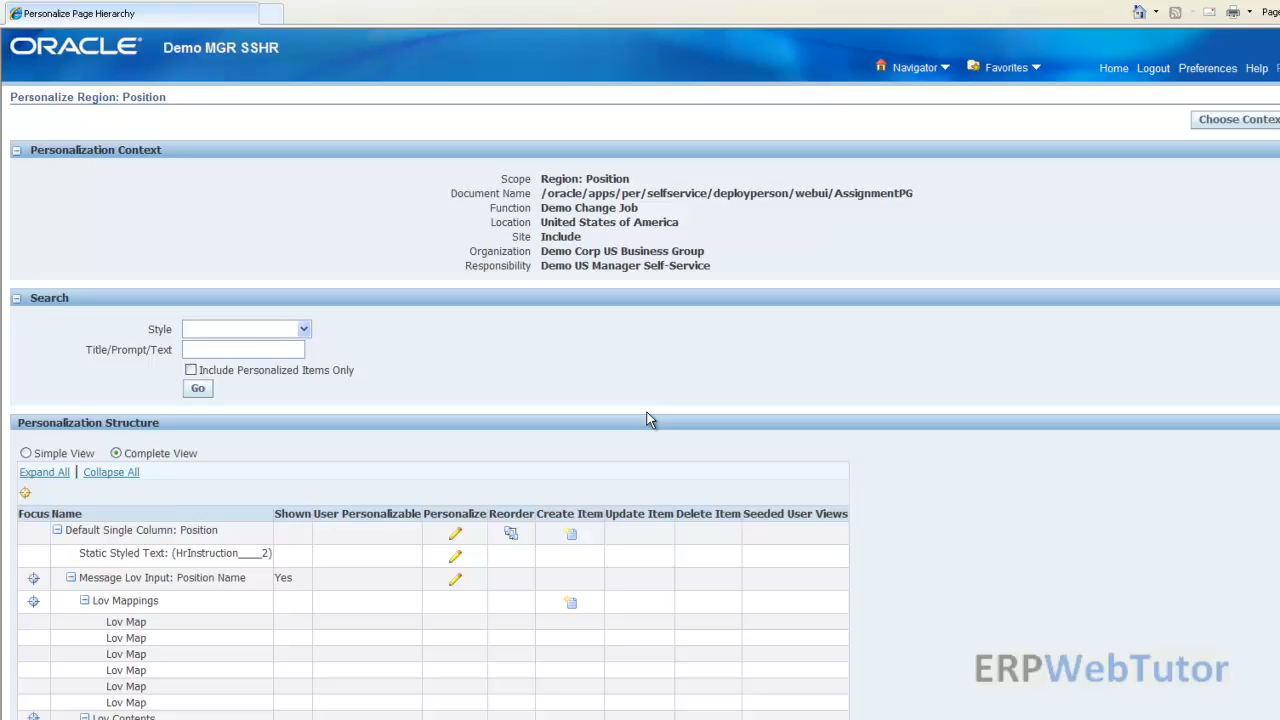 Personalize Page Hierarchy
ORACLE® Demo MGR SSHR
Navigator Favorites Home Logout Preferences Help
Personalize Region: Position
Choose Contex
Personalization Context
Scope Region: Position
Document Name /oracle/apps/per/selfservice/deployperson/webui/AssignmentPG
Function Demo Change Job
Location United States of America
Site Include
Organization Demo Corp US Business Group
Responsibility Demo US Manager Self-Service
Search
Style
Title/Prompt/Text
Include Personalized Items Only
Go
Personalization Structure
Simple View Complete View
Expand All | Collapse All
Focus Name Shown User Personalizable Personalize Reorder Create Item Update Item Delete Item Seeded User Views
Default Single Column: Position
Static Styled Text: (HrInstruction____2)
Message Lov Input: Position Name Yes
Lov Mappings
Lov Map
Lov Map
Lov Map
Lov Map
Lov Map
Lov Map
Lov Contents
ERPWebTutor